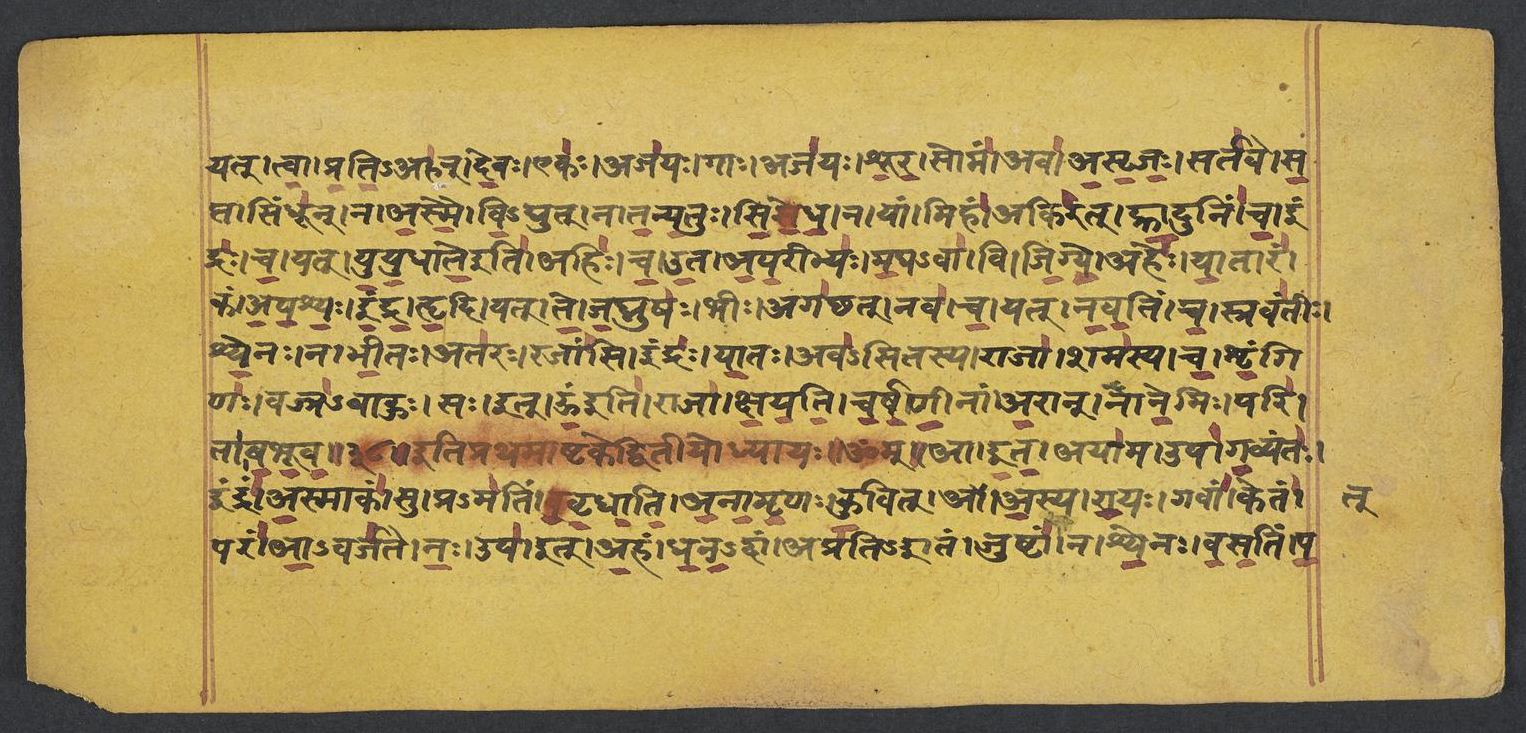 यत् । त्वा । प्रतिऽअहन् । देवः । एकः । अजयः । गाः । अजयः । शूर । सोमं । अव । असृजः । सर्तवे । स
प्त । सिंधून् । न । अस्मै । विऽद्युत् । न । तन्यतुः । सिसेध । न । यां । मिहं । अकिरत् । ह्रादुनिं । च । इं
द्रः । च । यत् । युयुधाते इति । अहिः । च । उत । अपरीभ्यः । मघऽवा । वि । जिग्ये । अहेः । यातारं ।
कं । अपश्यः । इंद्र । हृदि । यत् । ते । जघ्नुषः । भीः । अगच्छत् । नव । च । यत् । नवतिं । च । स्रवंतीः ।
श्येनः । न । भीतः । अतरः । रजांसि । इंद्रः । यातः । अवऽसितस्य । राजा । शमस्य । च । शृंगि
णः । वज्रऽबाहुः । सः । इत् । ऊं इति । राजा । क्षयति । चर्षणीनां । अरान् । न । नेमिः । परि ।
ता । बभूव ॥ ३८ ॥ इति प्रथमाष्टके द्वितीयोध्यायः ॥ ॐम् ॥ आ । इत । अयाम । उप । गव्यंतः ।
इंद्रं । अस्माकं । सु । प्रऽमतिं । ववृधाति । अनामृणः । कुवित् । आत् । अस्य । रायः । गवां । केतं ।
परं । आऽवर्जते । नः । उप । इत् । अहं । धनऽदां । अप्रतिऽइतं । जुष्टां । न । श्येनः । वसतिं । प